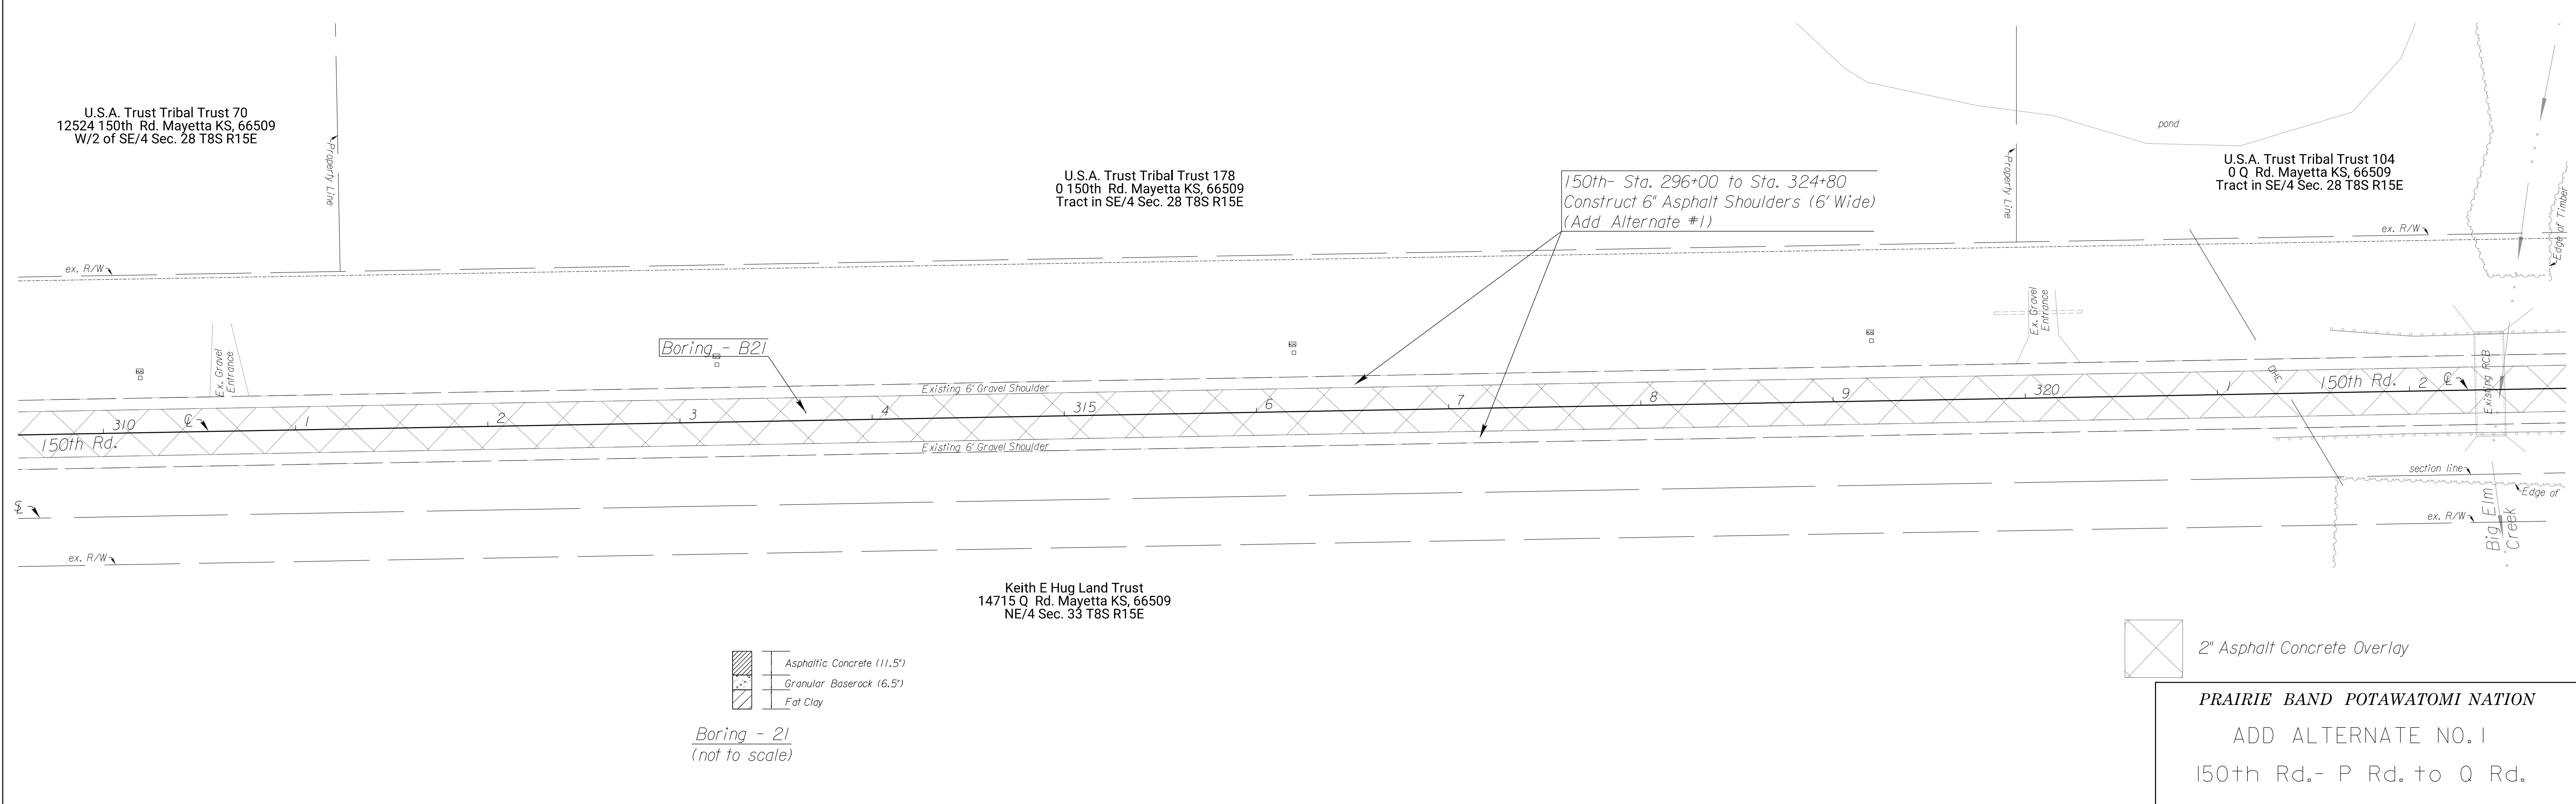 U.S.A. Trust Tribal Trust 70
12524 150th Rd. Mayetta KS, 66509
W/2 of SE/4 Sec. 28 T8S R15E
Property Line
U.S.A. Trust Tribal Trust 178
0 150th Rd. Mayetta KS, 66509
Tract in SE/4 Sec. 28 T8S R15E
150th- Sta. 296+00 to Sta. 324+80
Construct 6" Asphalt Shoulders (6' Wide)
(Add Alternate #1)
Property Line
pond
U.S.A. Trust Tribal Trust 104
0 Q Rd. Mayetta KS, 66509
Tract in SE/4 Sec. 28 T8S R15E
Edge of Timber
ex. R/W
ex. R/W
Ex. Gravel
Entrance
Boring - B21
Ex. Gravel
Entrance
Existing 6' Gravel Shoulder
OHE
Existing RCB
150th Rd.
310
1
2
3
4
315
6
7
8
9
320
1
150th Rd.
2
Existing 6' Gravel Shoulder
section line
Edge of
ex. R/W
ex. R/W
Big Elm
Creek
Keith E Hug Land Trust
14715 Q Rd. Mayetta KS, 66509
NE/4 Sec. 33 T8S R15E
Asphaltic Concrete (11.5")
Granular Baserock (6.5")
Fat Clay
Boring - 21
(not to scale)
2" Asphalt Concrete Overlay
PRAIRIE BAND POTAWATOMI NATION
ADD ALTERNATE NO. 1
150th Rd.- P Rd. to Q Rd.